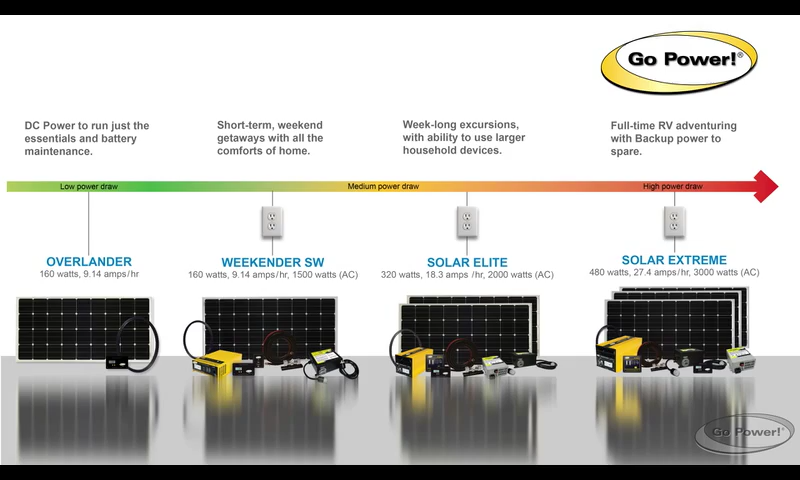 Go Power!®
DC Power to run just the
essentials and battery
maintenance.
Short-term, weekend
getaways with all the
comforts of home.
Week-long excursions,
with ability to use larger
household devices.
Full-time RV adventuring
with Backup power to
spare.
Low power draw
Medium power draw
High power draw
OVERLANDER
160 watts, 9.14 amps/hr
WEEKENDER SW
160 watts, 9.14 amps/hr, 1500 watts (AC)
SOLAR ELITE
320 watts, 18.3 amps /hr, 2000 watts (AC)
SOLAR EXTREME
480 watts, 27.4 amps/hr, 3000 watts (AC)
Go Power!®